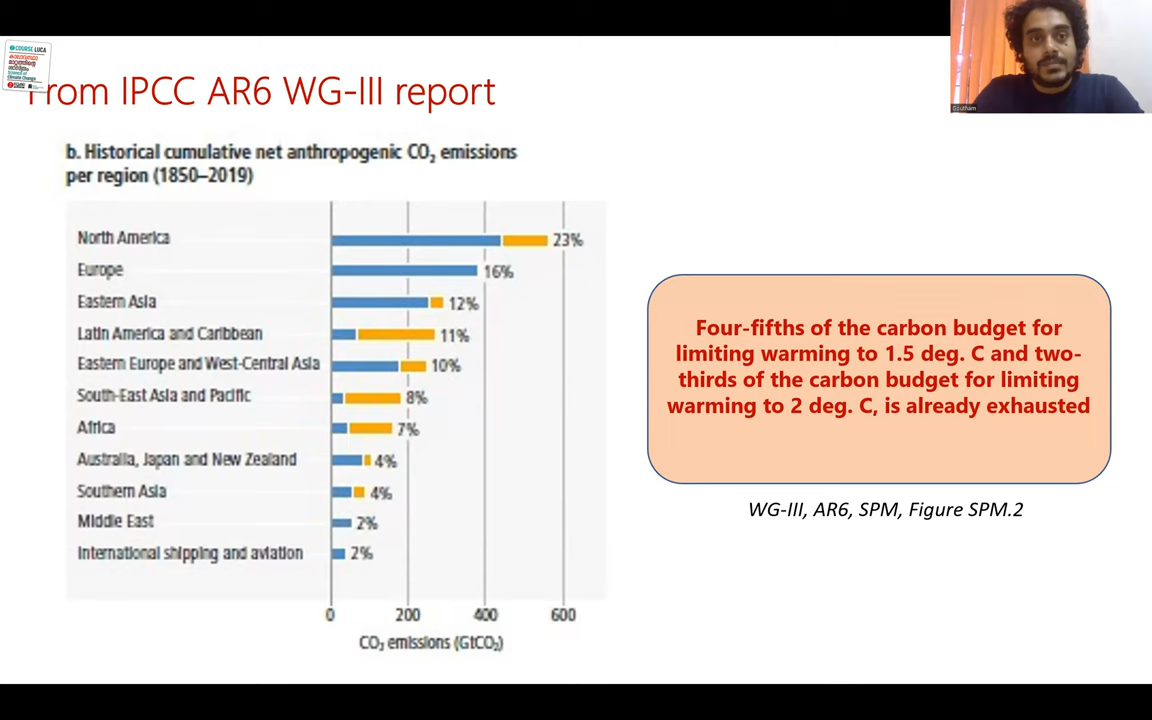 COURSE LUCA
Climate Change
From IPCC AR6 WG-III report
Goutham
b. Historical cumulative net anthropogenic CO₂ emissions
per region (1850–2019)
North America 23%
Europe 16%
Eastern Asia 12%
Latin America and Caribbean 11%
Eastern Europe and West-Central Asia 10%
South-East Asia and Pacific 8%
Africa 7%
Australia, Japan and New Zealand 4%
Southern Asia 4%
Middle East 2%
International shipping and aviation 2%
0 200 400 600
CO₂ emissions (GtCO₂)
Four-fifths of the carbon budget for
limiting warming to 1.5 deg. C and two-
thirds of the carbon budget for limiting
warming to 2 deg. C, is already exhausted
WG-III, AR6, SPM, Figure SPM.2